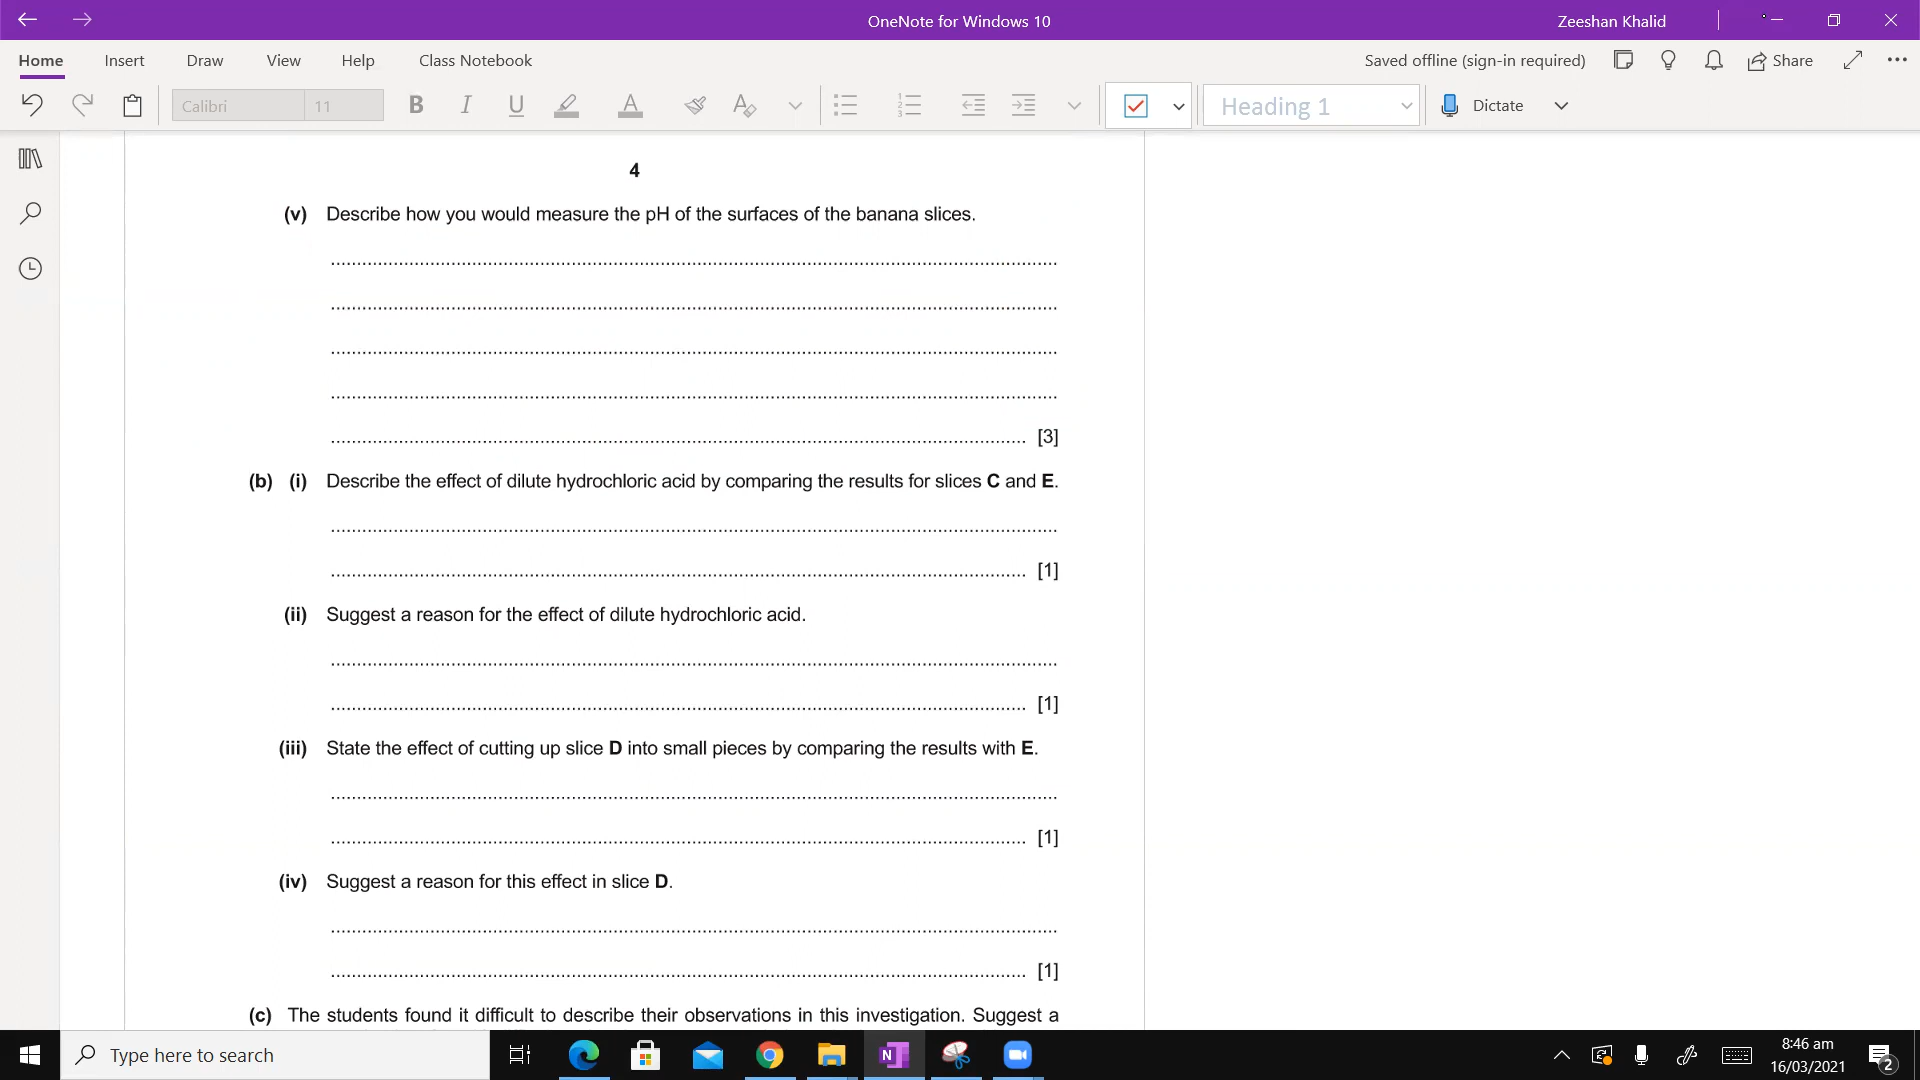 OneNote for Windows 10
Zeeshan Khalid
Home Insert Draw View Help Class Notebook
Saved offline (sign-in required)
Share
Calibri 11
B I U A A
Heading 1
Dictate
4
(v) Describe how you would measure the pH of the surfaces of the banana slices.
................................................................
................................................................
................................................................
................................................................
................................................................ [3]
(b) (i) Describe the effect of dilute hydrochloric acid by comparing the results for slices C and E.
................................................................
................................................................ [1]
(ii) Suggest a reason for the effect of dilute hydrochloric acid.
................................................................
................................................................ [1]
(iii) State the effect of cutting up slice D into small pieces by comparing the results with E.
................................................................
................................................................ [1]
(iv) Suggest a reason for this effect in slice D.
................................................................
................................................................ [1]
(c) The students found it difficult to describe their observations in this investigation. Suggest a
Type here to search
N
8:46 am
16/03/2021
2